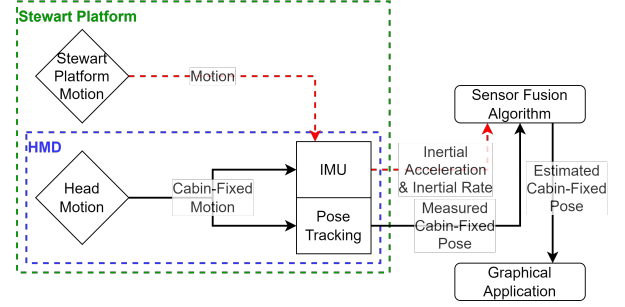 Stewart Platform
Stewart
Platform
Motion
Motion
HMD
Head
Motion
Cabin-Fixed
Motion
IMU
Pose
Tracking
Inertial
Acceleration
& Inertial Rate
Measured
Cabin-Fixed
Pose
Sensor Fusion
Algorithm
Estimated
Cabin-Fixed
Pose
Graphical
Application